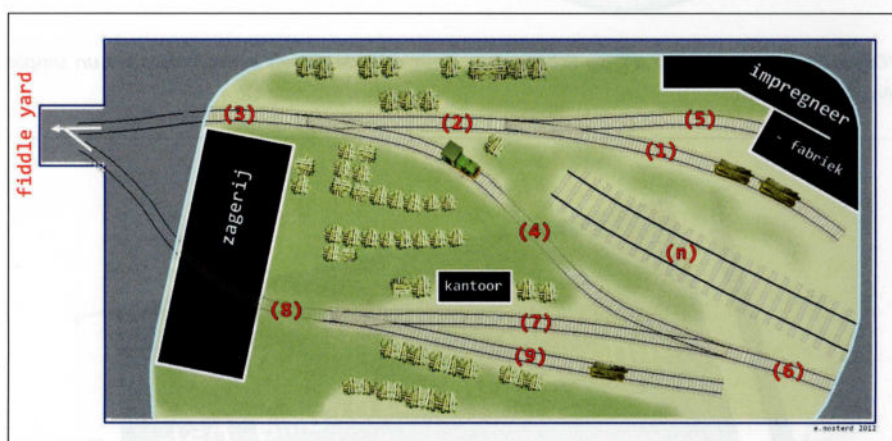 fiddle yard
(3)
(2)
(5)
(1)
impregneer
- fabriek
zagerij
(4)
(n)
kantoor
(8)
(7)
(9)
(6)
e.mosterd 2012